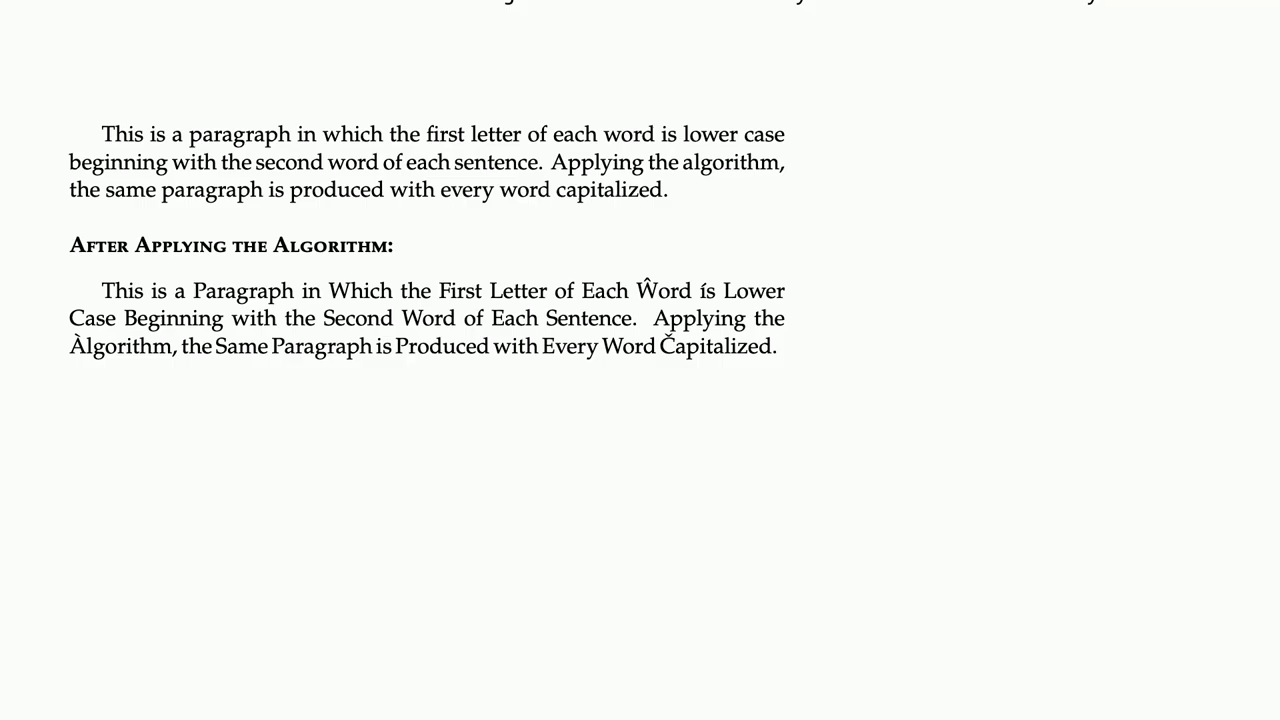 This is a paragraph in which the first letter of each word is lower case
beginning with the second word of each sentence. Applying the algorithm,
the same paragraph is produced with every word capitalized.
After Applying the Algorithm:
This is a Paragraph in Which the First Letter of Each Ŵord ís Lower
Case Beginning with the Second Word of Each Sentence. Applying the
Àlgorithm, the Same Paragraph is Produced with Every Word Čapitalized.